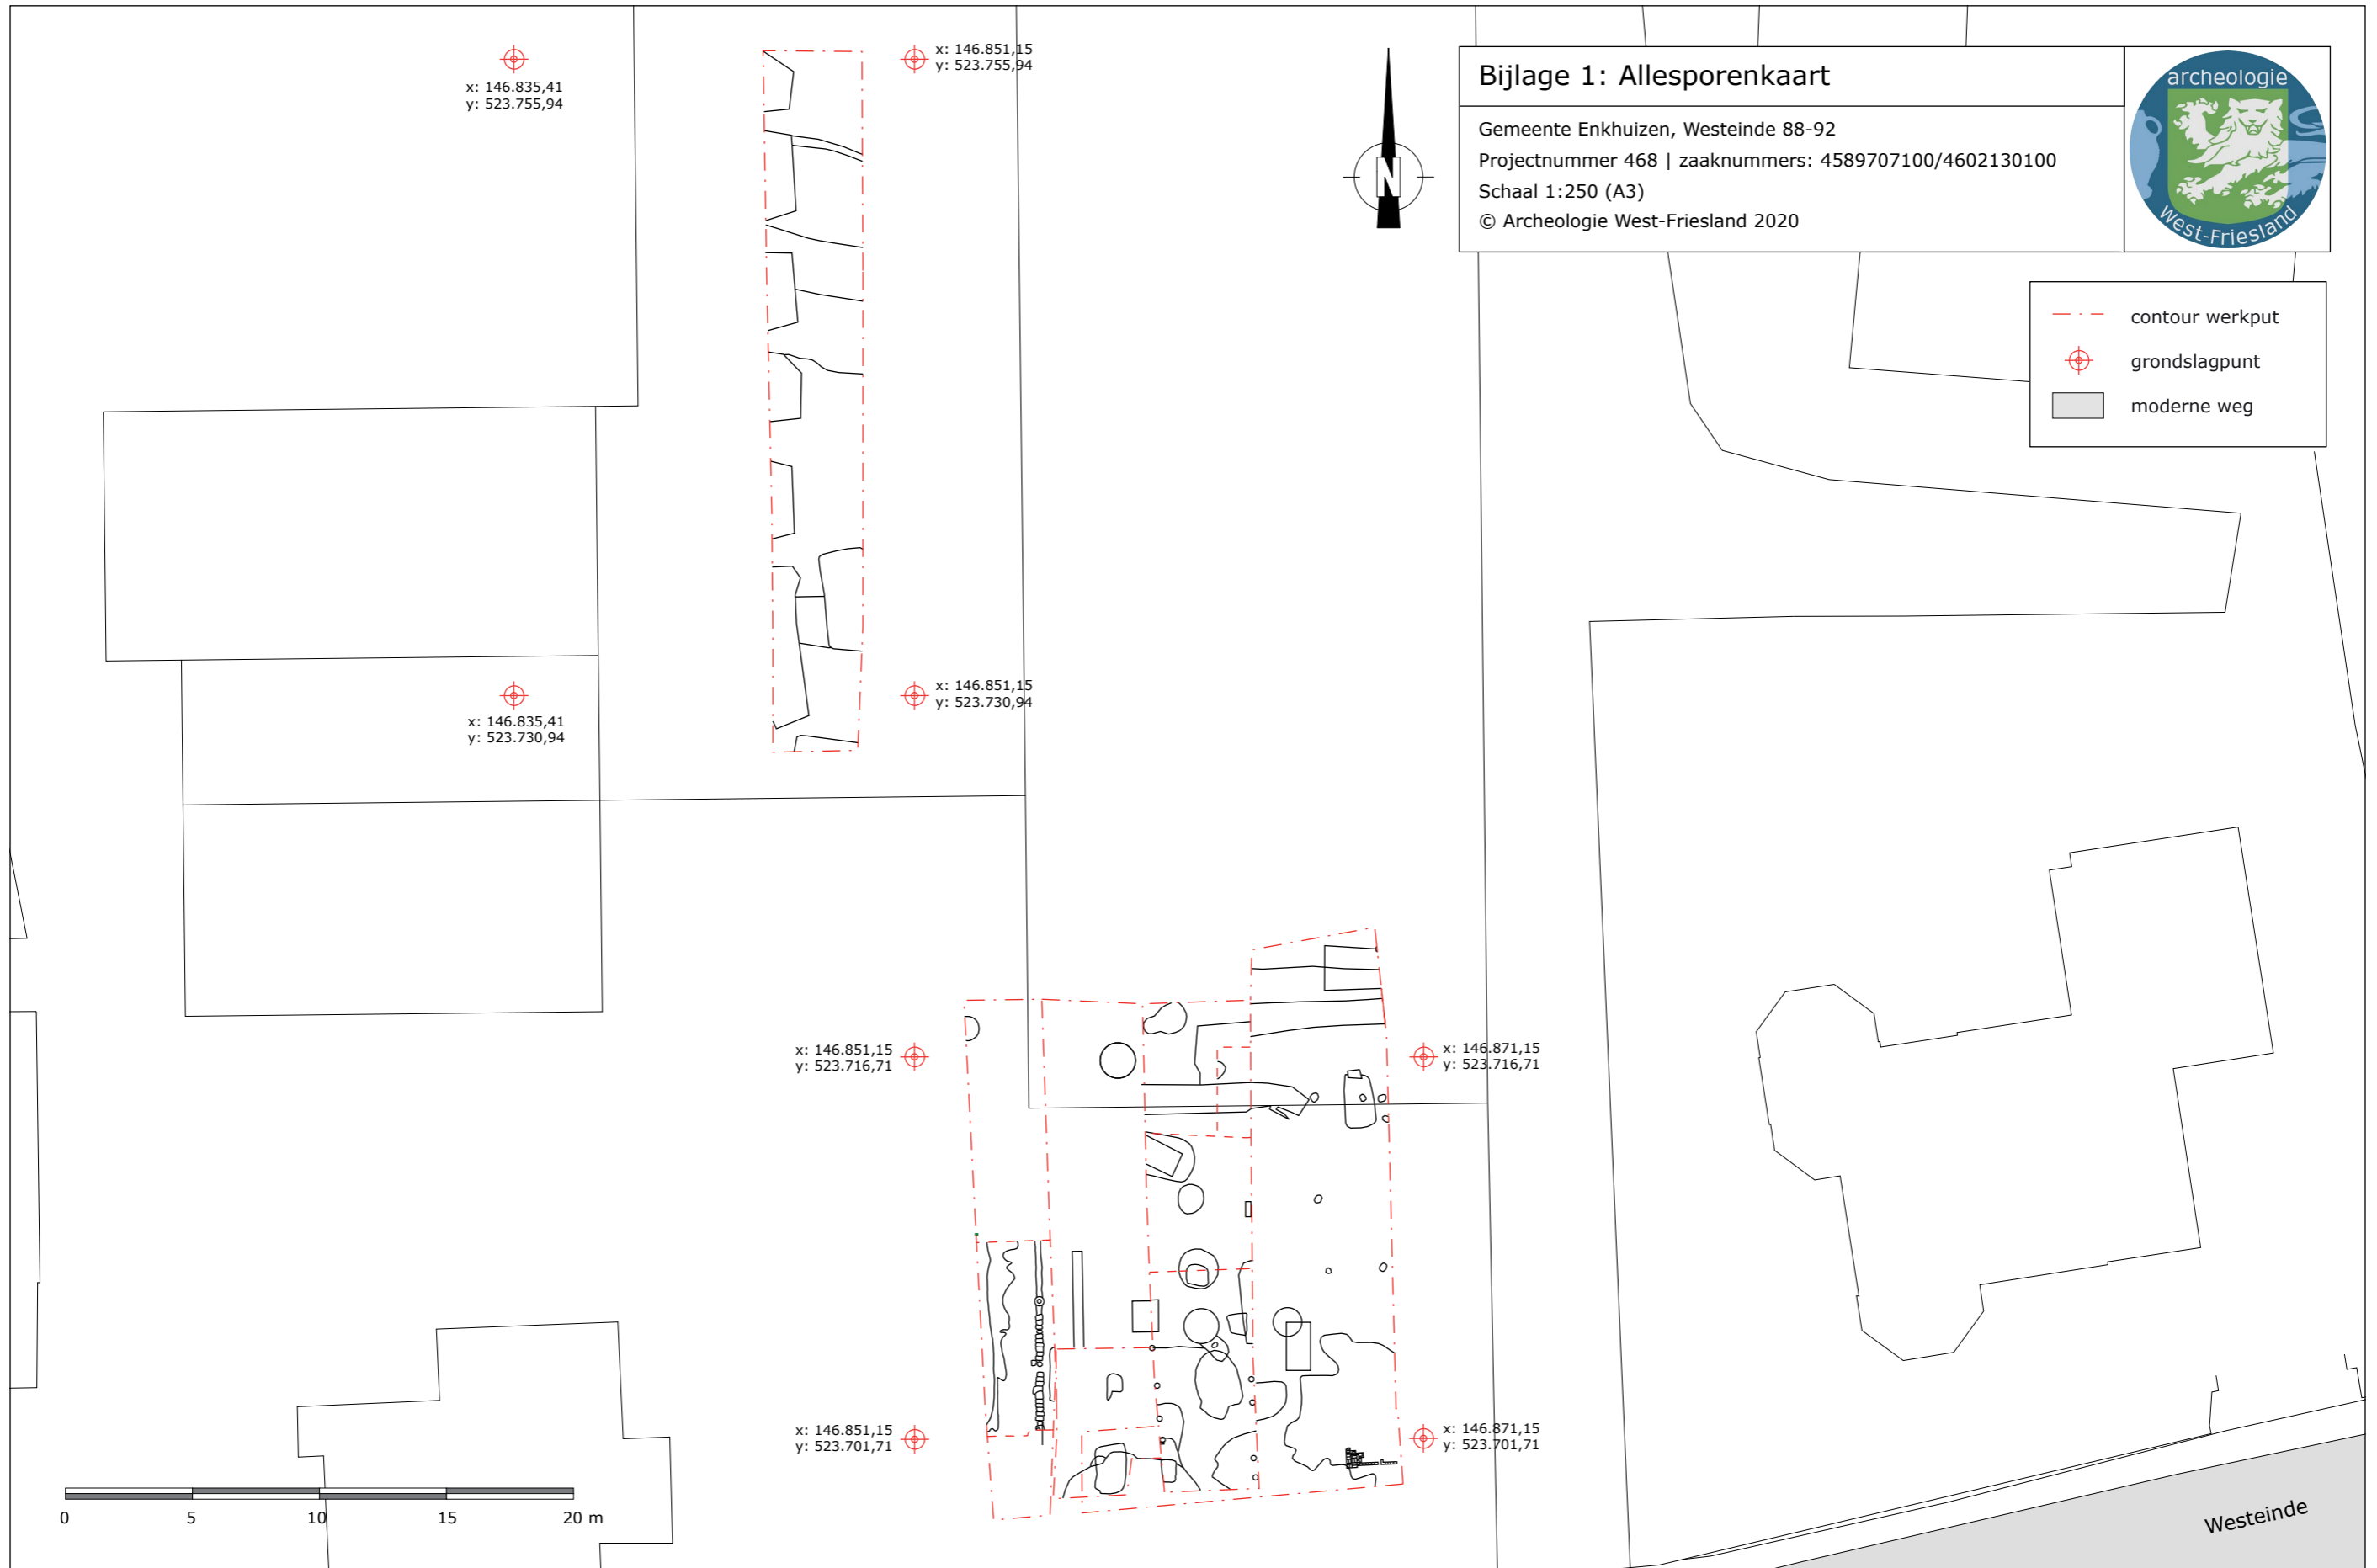 x: 146.835,41
y: 523.755,94
x: 146.851,15
y: 523.755,94
N
Bijlage 1: Allesporenkaart
Gemeente Enkhuizen, Westeinde 88-92
Projectnummer 468 | zaaknummers: 4589707100/4602130100
Schaal 1:250 (A3)
© Archeologie West-Friesland 2020
archeologie
West-Friesland
contour werkput
grondslagpunt
moderne weg
x: 146.835,41
y: 523.730,94
x: 146.851,15
y: 523.730,94
x: 146.851,15
y: 523.716,71
x: 146.871,15
y: 523.716,71
x: 146.851,15
y: 523.701,71
x: 146.871,15
y: 523.701,71
0 5 10 15 20 m
Westeinde